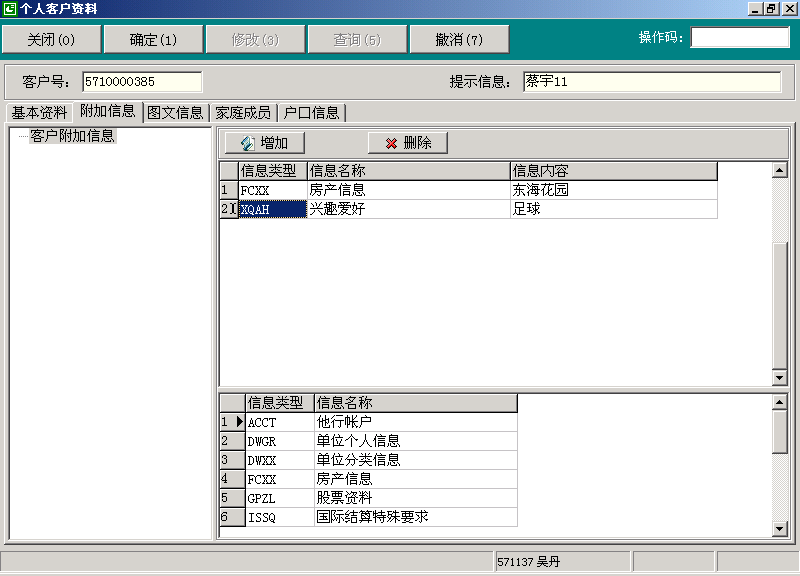 个人客户资料
关闭(0) 确定(1) 修改(3) 查询(5) 撤消(7) 操作码:
客户号: 5710000385 提示信息: 蔡宇11
基本资料 附加信息 图文信息 家庭成员 户口信息
客户附加信息
增加 删除
信息类型 信息名称 信息内容
1 FCXX 房产信息 东海花园
2 XQAH 兴趣爱好 足球
信息类型 信息名称
1 ACCT 他行帐户
2 DWGR 单位个人信息
3 DWXX 单位分类信息
4 FCXX 房产信息
5 GPZL 股票资料
6 ISSQ 国际结算特殊要求
571137 吴丹